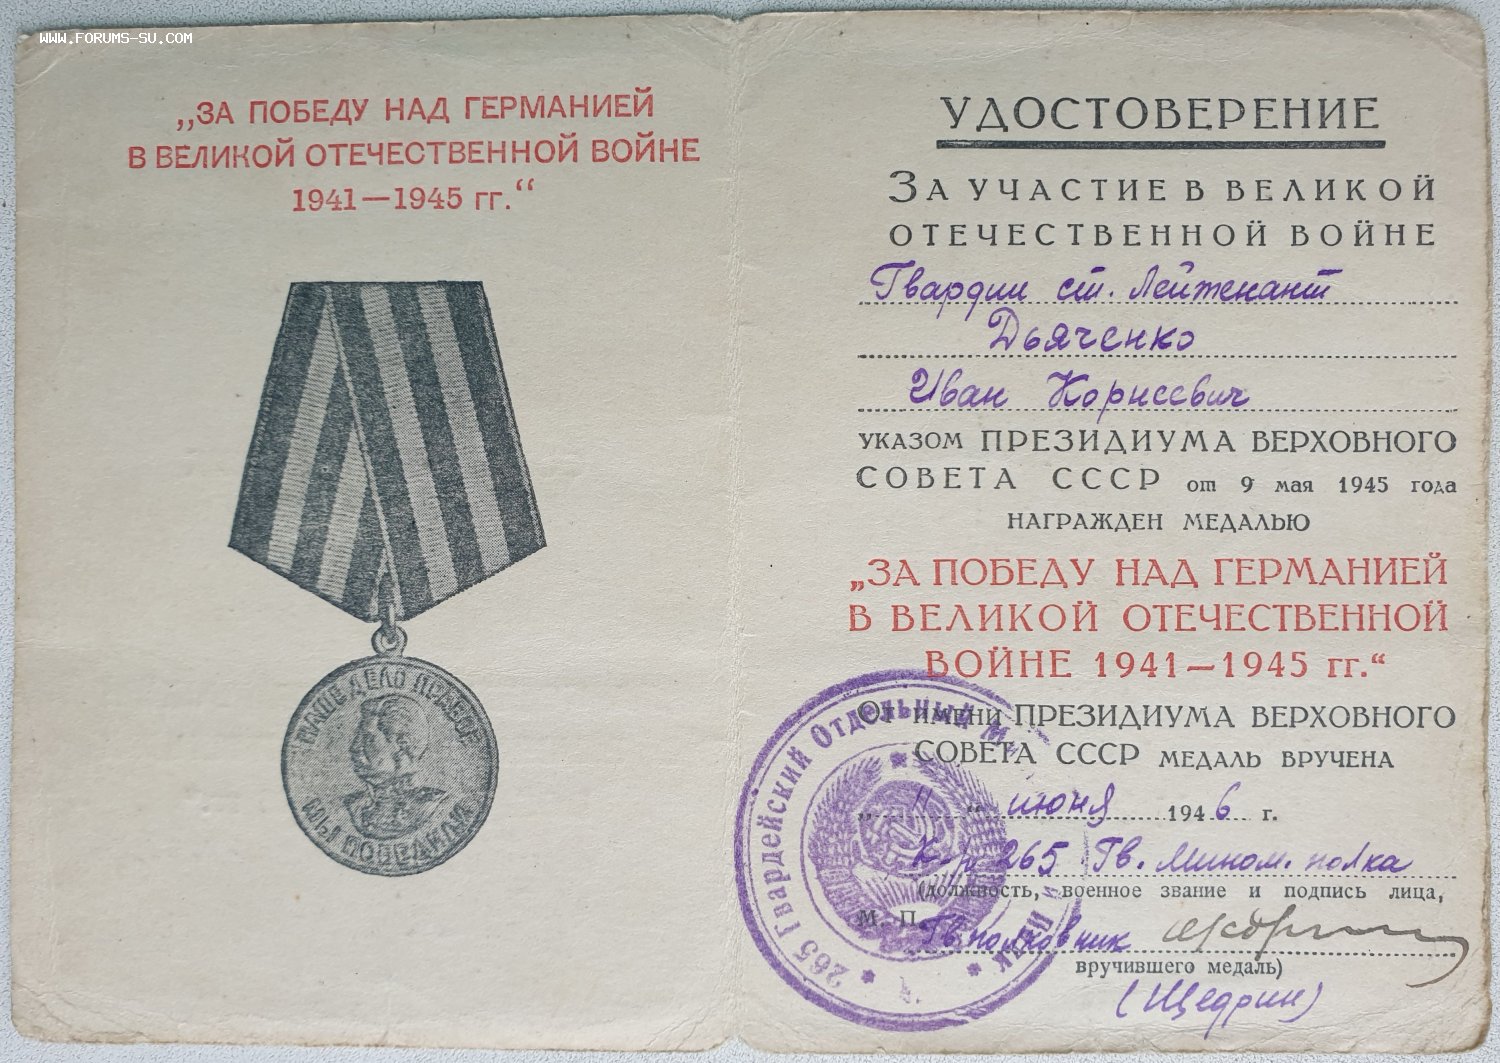 WWW.FORUMS-SU.COM
„ЗА ПОБЕДУ НАД ГЕРМАНИЕЙ
В ВЕЛИКОЙ ОТЕЧЕСТВЕННОЙ ВОЙНЕ
1941—1945 гг.“
НАШЕ ДЕЛО ПРАВОЕ
МЫ ПОБЕДИЛИ
УДОСТОВЕРЕНИЕ
ЗА УЧАСТИЕ В ВЕЛИКОЙ
ОТЕЧЕСТВЕННОЙ ВОЙНЕ
Гвардии ст. Лейтенант
Дьяченко
Иван Корнеевич
УКАЗОМ ПРЕЗИДИУМА ВЕРХОВНОГО
СОВЕТА СССР от 9 мая 1945 года
НАГРАЖДЕН МЕДАЛЬЮ
„ЗА ПОБЕДУ НАД ГЕРМАНИЕЙ
В ВЕЛИКОЙ ОТЕЧЕСТВЕННОЙ
ВОЙНЕ 1941—1945 гг.“
ОТ ИМЕНИ ПРЕЗИДИУМА ВЕРХОВНОГО
СОВЕТА СССР МЕДАЛЬ ВРУЧЕНА
„11“ июня 1946 г.
К-р 265 Гв. Мином. полка
(должность, военное звание и подпись лица,
М. П.
Гв полковник
вручившего медаль)
(Щедрин)
265 Гвардейский Отдельный